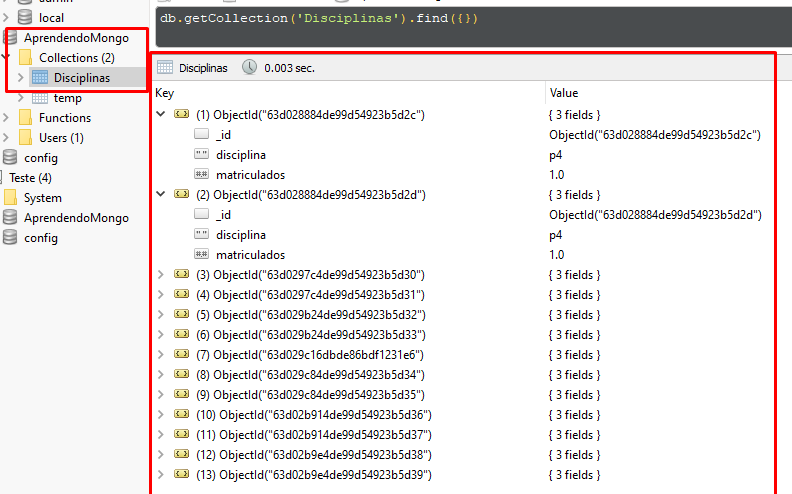 admin
local
AprendendoMongo
Collections (2)
Disciplinas
temp
Functions
Users (1)
config
Teste (4)
System
AprendendoMongo
config
db.getCollection('Disciplinas').find({})
Disciplinas 0.003 sec.
Key Value
(1) ObjectId("63d028884de99d54923b5d2c") { 3 fields }
_id ObjectId("63d028884de99d54923b5d2c")
disciplina p4
matriculados 1.0
(2) ObjectId("63d028884de99d54923b5d2d") { 3 fields }
_id ObjectId("63d028884de99d54923b5d2d")
disciplina p4
matriculados 1.0
(3) ObjectId("63d0297c4de99d54923b5d30") { 3 fields }
(4) ObjectId("63d0297c4de99d54923b5d31") { 3 fields }
(5) ObjectId("63d029b24de99d54923b5d32") { 3 fields }
(6) ObjectId("63d029b24de99d54923b5d33") { 3 fields }
(7) ObjectId("63d029c16dbde86bdf1231e6") { 3 fields }
(8) ObjectId("63d029c84de99d54923b5d34") { 3 fields }
(9) ObjectId("63d029c84de99d54923b5d35") { 3 fields }
(10) ObjectId("63d02b914de99d54923b5d36") { 3 fields }
(11) ObjectId("63d02b914de99d54923b5d37") { 3 fields }
(12) ObjectId("63d02b9e4de99d54923b5d38") { 3 fields }
(13) ObjectId("63d02b9e4de99d54923b5d39") { 3 fields }